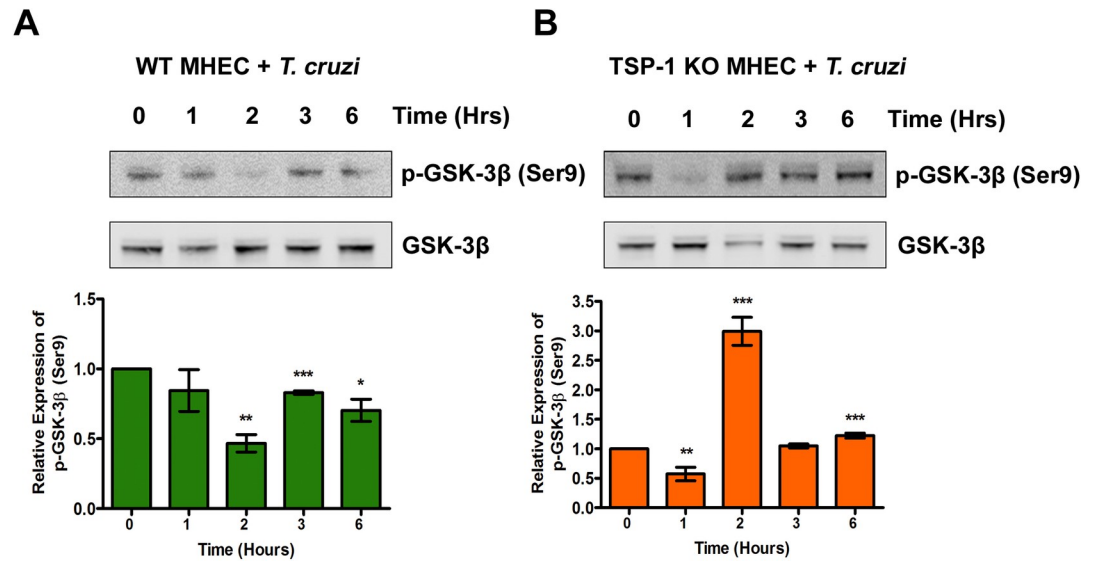 A
WT MHEC + T. cruzi
0 1 2 3 6 Time (Hrs)
p-GSK-3β (Ser9)
GSK-3β
Relative Expression of
p-GSK-3β (Ser9)
1.5
1.0
0.5
0.0
**
***
*
0 1 2 3 6
Time (Hours)
B
TSP-1 KO MHEC + T. cruzi
0 1 2 3 6 Time (Hrs)
p-GSK-3β (Ser9)
GSK-3β
Relative Expression of
p-GSK-3β (Ser9)
3.5
3.0
2.5
2.0
1.5
1.0
0.5
0.0
**
***
***
0 1 2 3 6
Time (Hours)